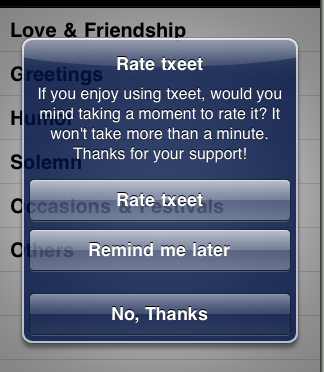 Love & Friendship
Rate txeet
Greetings
If you enjoy using txeet, would you
mind taking a moment to rate it? It
won't take more than a minute.
Thanks for your support!
Humor
Solemn
Rate txeet
Occasions & Festivals
Others
Remind me later
No, Thanks